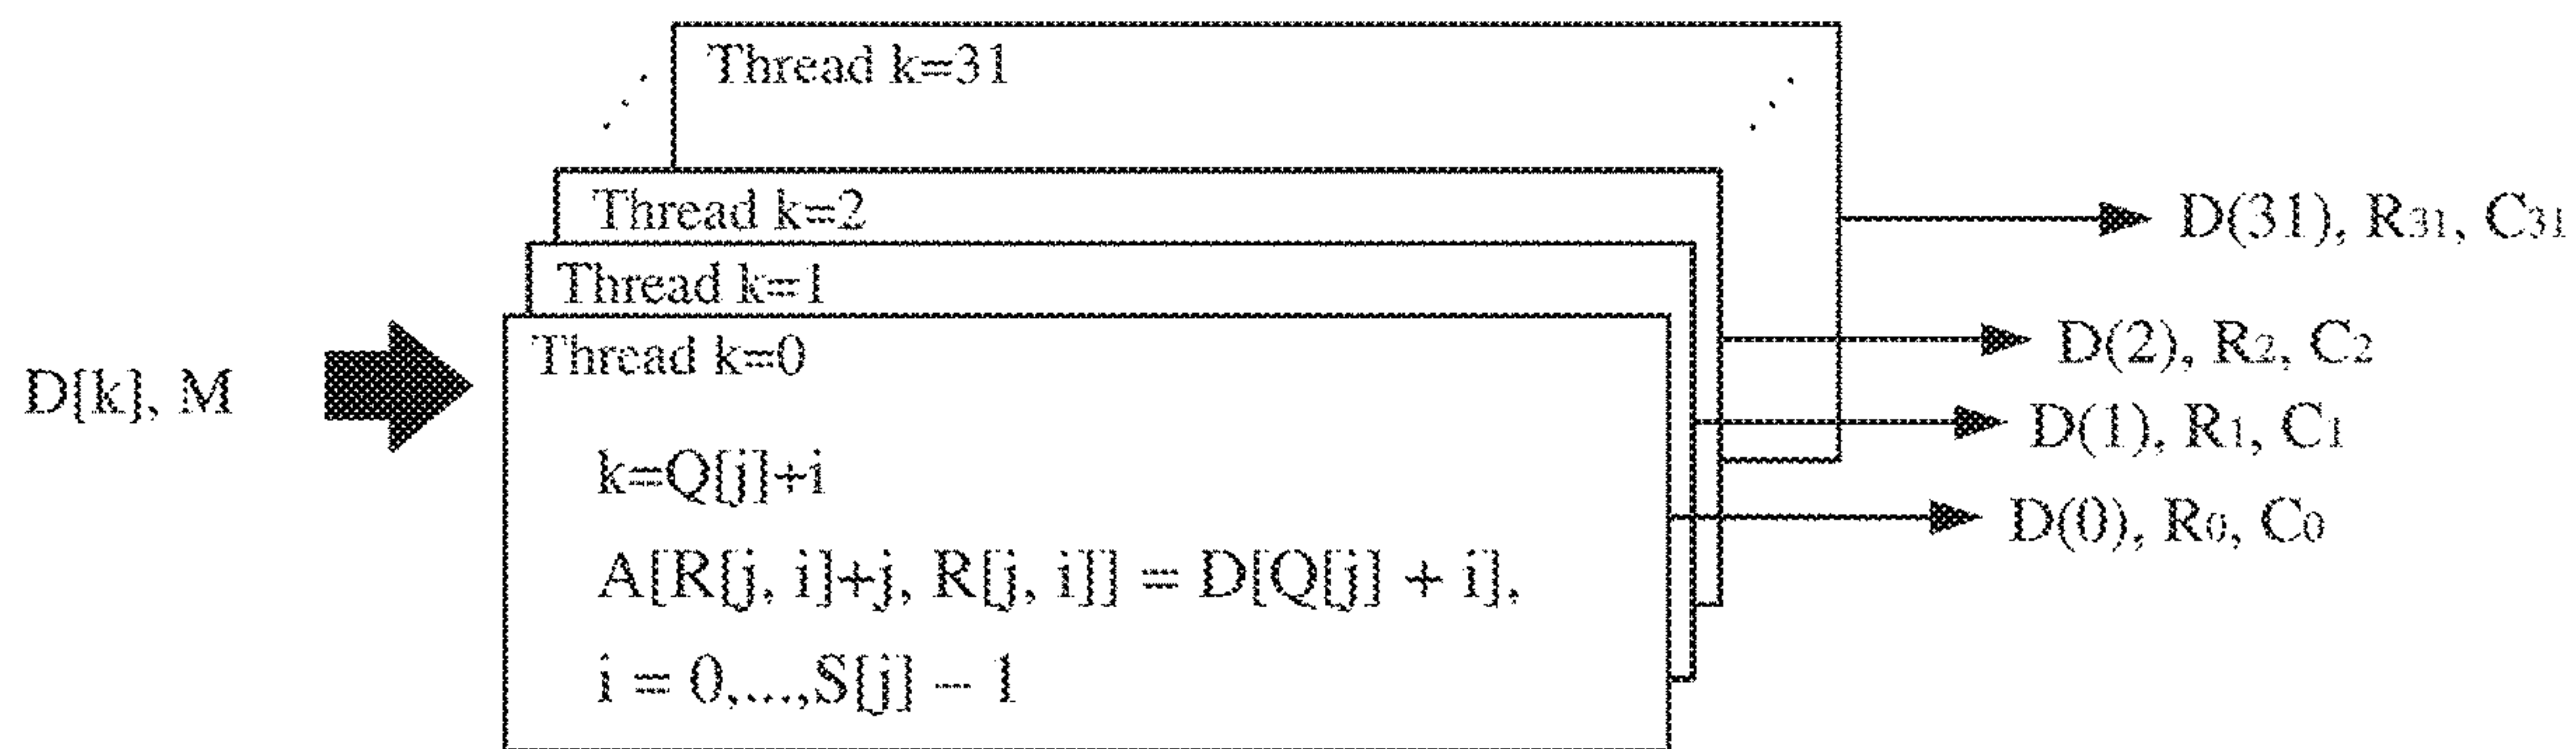 Thread k=31
Thread k=2
Thread k=1
Thread k=0
D[k], M
k=Q[j]+i
A[R[j, i]+j, R[j, i]] = D[Q[j] + i],
i = 0,...,S[j] – 1
D(31), R31, C31
D(2), R2, C2
D(1), R1, C1
D(0), R0, C0